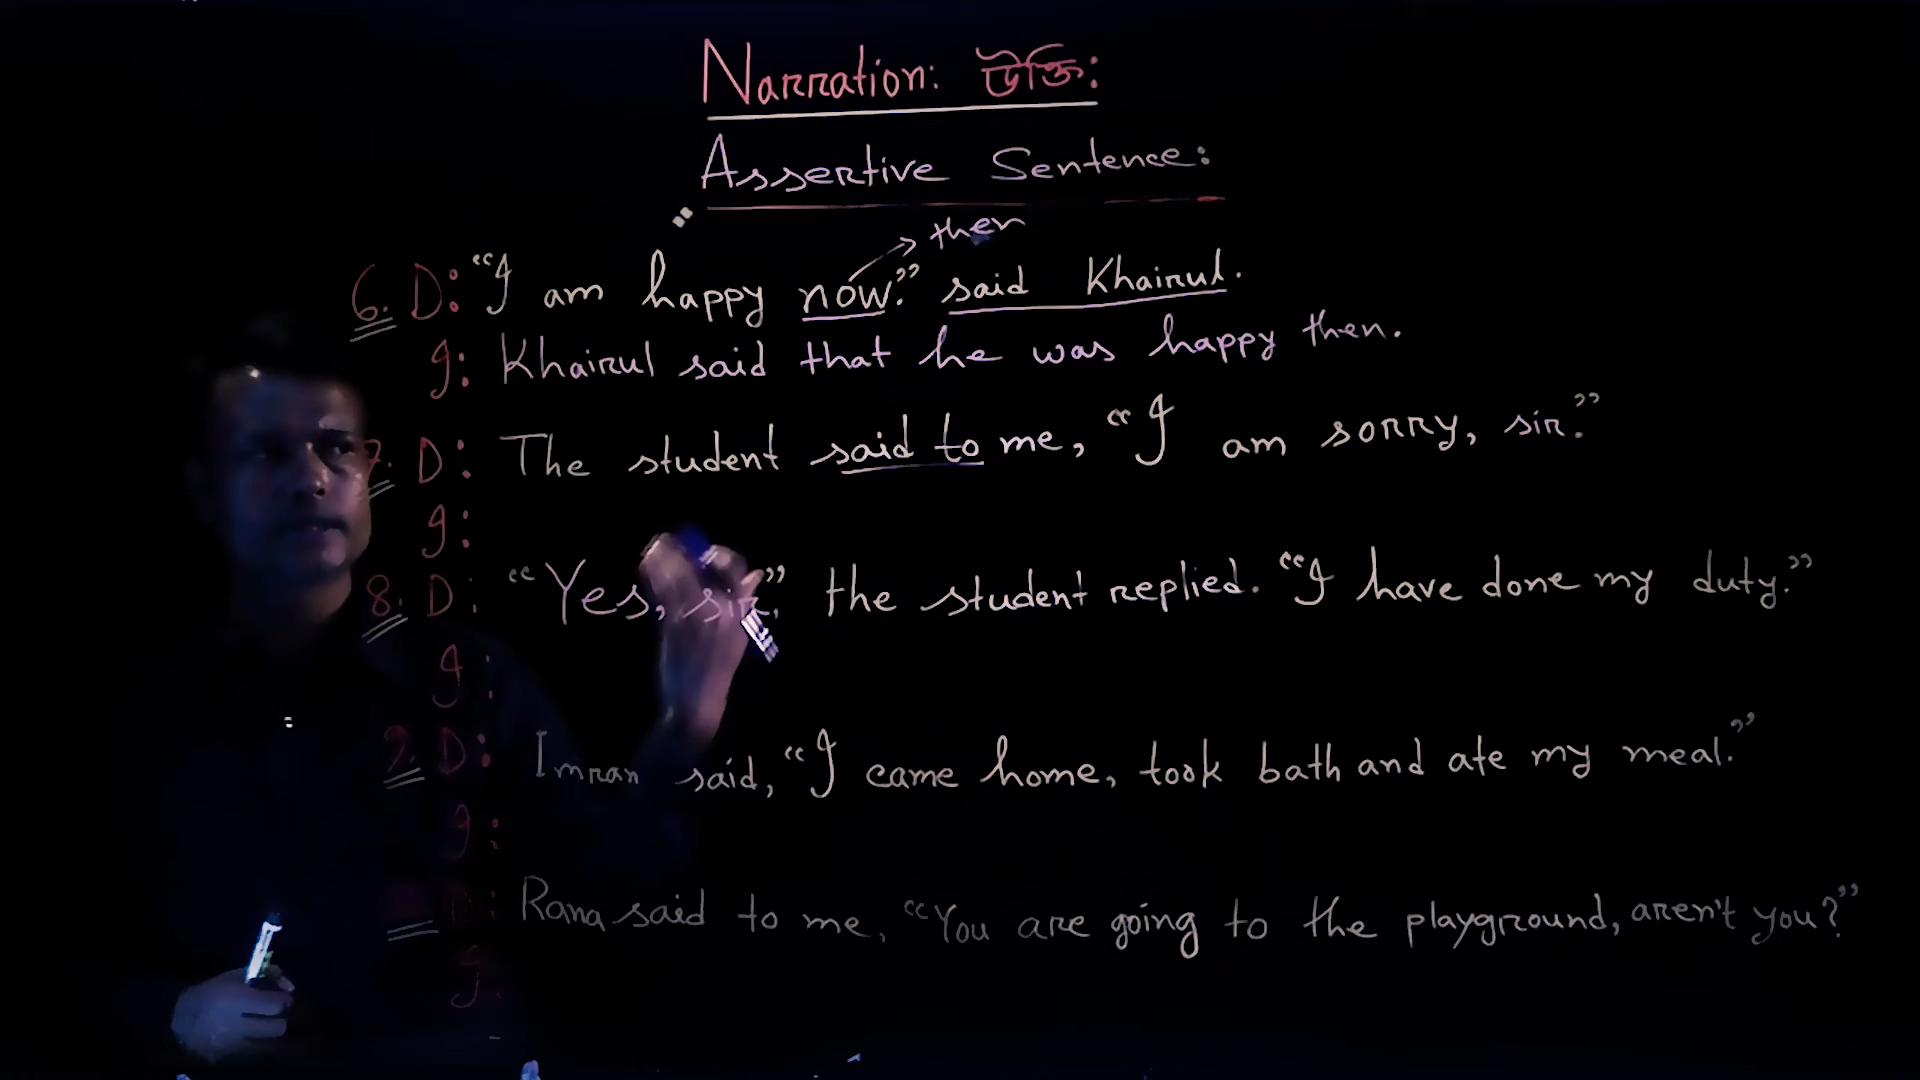 Narration: উক্তি:
Assertive Sentence:
then
6. D: “I am happy now.” said Khairul.
I: Khairul said that he was happy then.
7. D: The student said to me, “I am sorry, sir.”
I:
8. D: “Yes, sir.” the student replied. “I have done my duty.”
I:
9. D: Imran said, “I came home, took bath and ate my meal.”
I:
D: Rana said to me, “You are going to the playground, aren't you?”
I: